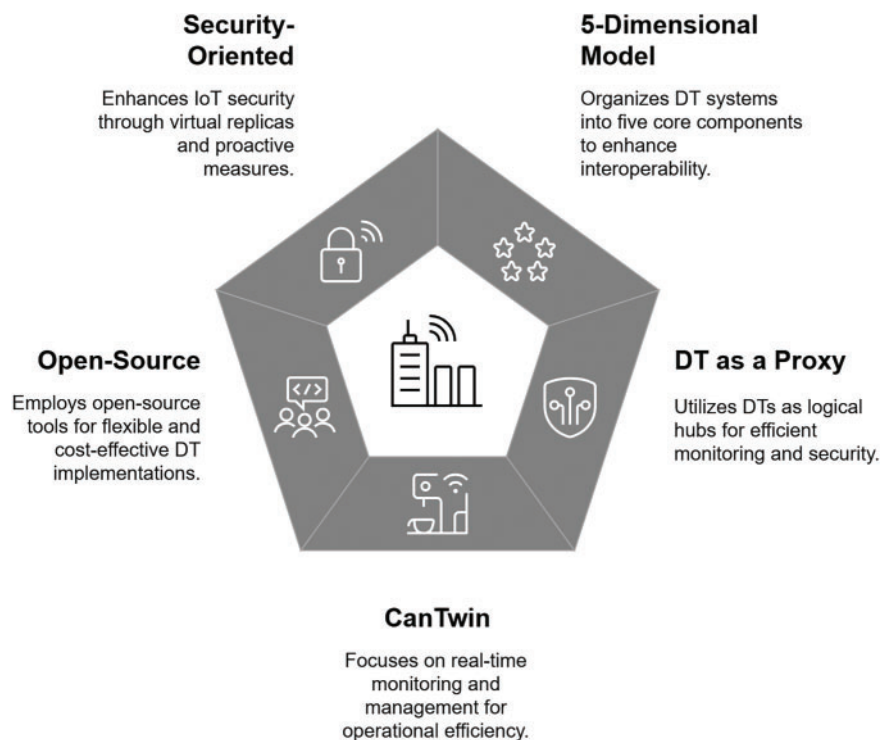 Security-
Oriented
Enhances IoT security
through virtual replicas
and proactive
measures.
5-Dimensional
Model
Organizes DT systems
into five core components
to enhance
interoperability.
Open-Source
Employs open-source
tools for flexible and
cost-effective DT
implementations.
</>
DT as a Proxy
Utilizes DTs as logical
hubs for efficient
monitoring and security.
CanTwin
Focuses on real-time
monitoring and
management for
operational efficiency.